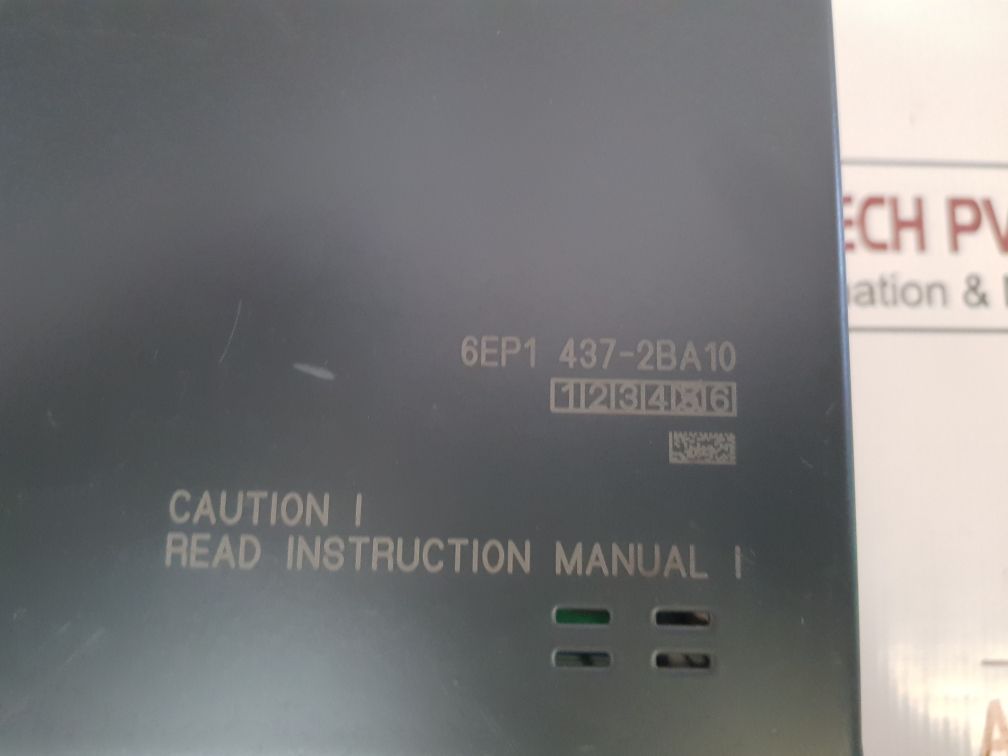 6EP1 437-2BA10
1 2 3 4 6
CAUTION !
READ INSTRUCTION MANUAL !
ECH PV
ation &
A